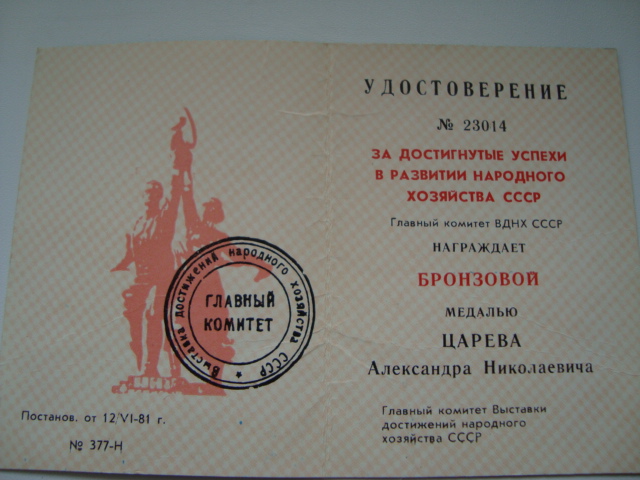 Выставка достижений народного хозяйства СССР
ГЛАВНЫЙ
КОМИТЕТ
Постанов. от 12/VI-81 г.
№ 377-Н
УДОСТОВЕРЕНИЕ
№ 23014
ЗА ДОСТИГНУТЫЕ УСПЕХИ
В РАЗВИТИИ НАРОДНОГО
ХОЗЯЙСТВА СССР
Главный комитет ВДНХ СССР
НАГРАЖДАЕТ
БРОНЗОВОЙ
МЕДАЛЬЮ
ЦАРЕВА
Александра Николаевича
Главный комитет Выставки
достижений народного
хозяйства СССР